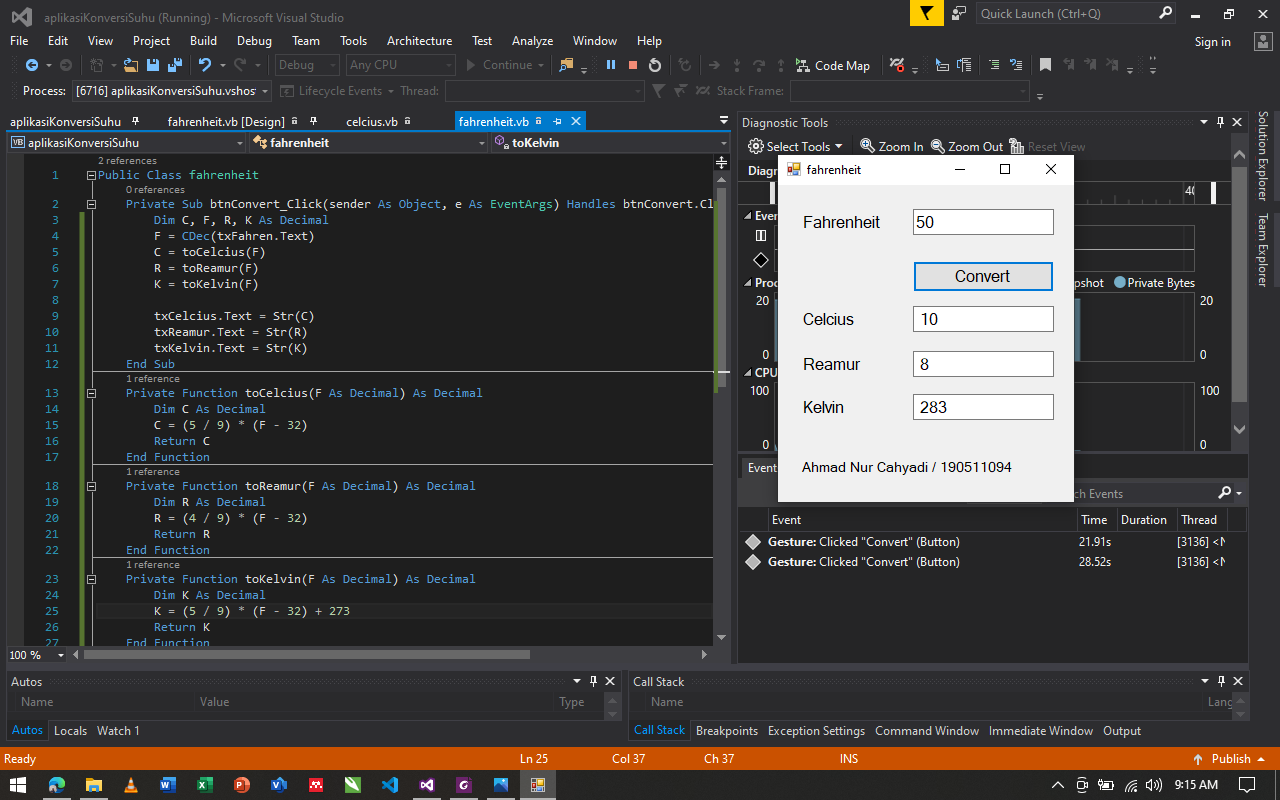 aplikasiKonversiSuhu (Running) - Microsoft Visual Studio
Quick Launch (Ctrl+Q)
File Edit View Project Build Debug Team Tools Architecture Test Analyze Window Help
Sign in
Debug Any CPU Continue Code Map
Process: [6716] aplikasiKonversiSuhu.vshos Lifecycle Events Thread: Stack Frame:
aplikasiKonversiSuhu fahrenheit.vb [Design] celcius.vb fahrenheit.vb
VB aplikasiKonversiSuhu fahrenheit toKelvin
2 references
1 Public Class fahrenheit
0 references
2 Private Sub btnConvert_Click(sender As Object, e As EventArgs) Handles btnConvert.Cl
3 Dim C, F, R, K As Decimal
4 F = CDec(txFahren.Text)
5 C = toCelcius(F)
6 R = toReamur(F)
7 K = toKelvin(F)
8
9 txCelcius.Text = Str(C)
10 txReamur.Text = Str(R)
11 txKelvin.Text = Str(K)
12 End Sub
1 reference
13 Private Function toCelcius(F As Decimal) As Decimal
14 Dim C As Decimal
15 C = (5 / 9) * (F - 32)
16 Return C
17 End Function
1 reference
18 Private Function toReamur(F As Decimal) As Decimal
19 Dim R As Decimal
20 R = (4 / 9) * (F - 32)
21 Return R
22 End Function
1 reference
23 Private Function toKelvin(F As Decimal) As Decimal
24 Dim K As Decimal
25 K = (5 / 9) * (F - 32) + 273
26 Return K
27 End Function
100 %
Diagnostic Tools
Select Tools Zoom In Zoom Out Reset View
Diagn
40
Even
Proc pshot Private Bytes
20 20
0 0
CPU
100 100
0 0
Event ch Events
Event Time Duration Thread
Gesture: Clicked "Convert" (Button) 21.91s [3136] <N
Gesture: Clicked "Convert" (Button) 28.52s [3136] <N
fahrenheit
Fahrenheit 50
Convert
Celcius 10
Reamur 8
Kelvin 283
Ahmad Nur Cahyadi / 190511094
Solution Explorer
Team Explorer
Autos
Name Value Type
Autos Locals Watch 1
Call Stack
Name Lang
Call Stack Breakpoints Exception Settings Command Window Immediate Window Output
Ready Ln 25 Col 37 Ch 37 INS Publish
9:15 AM